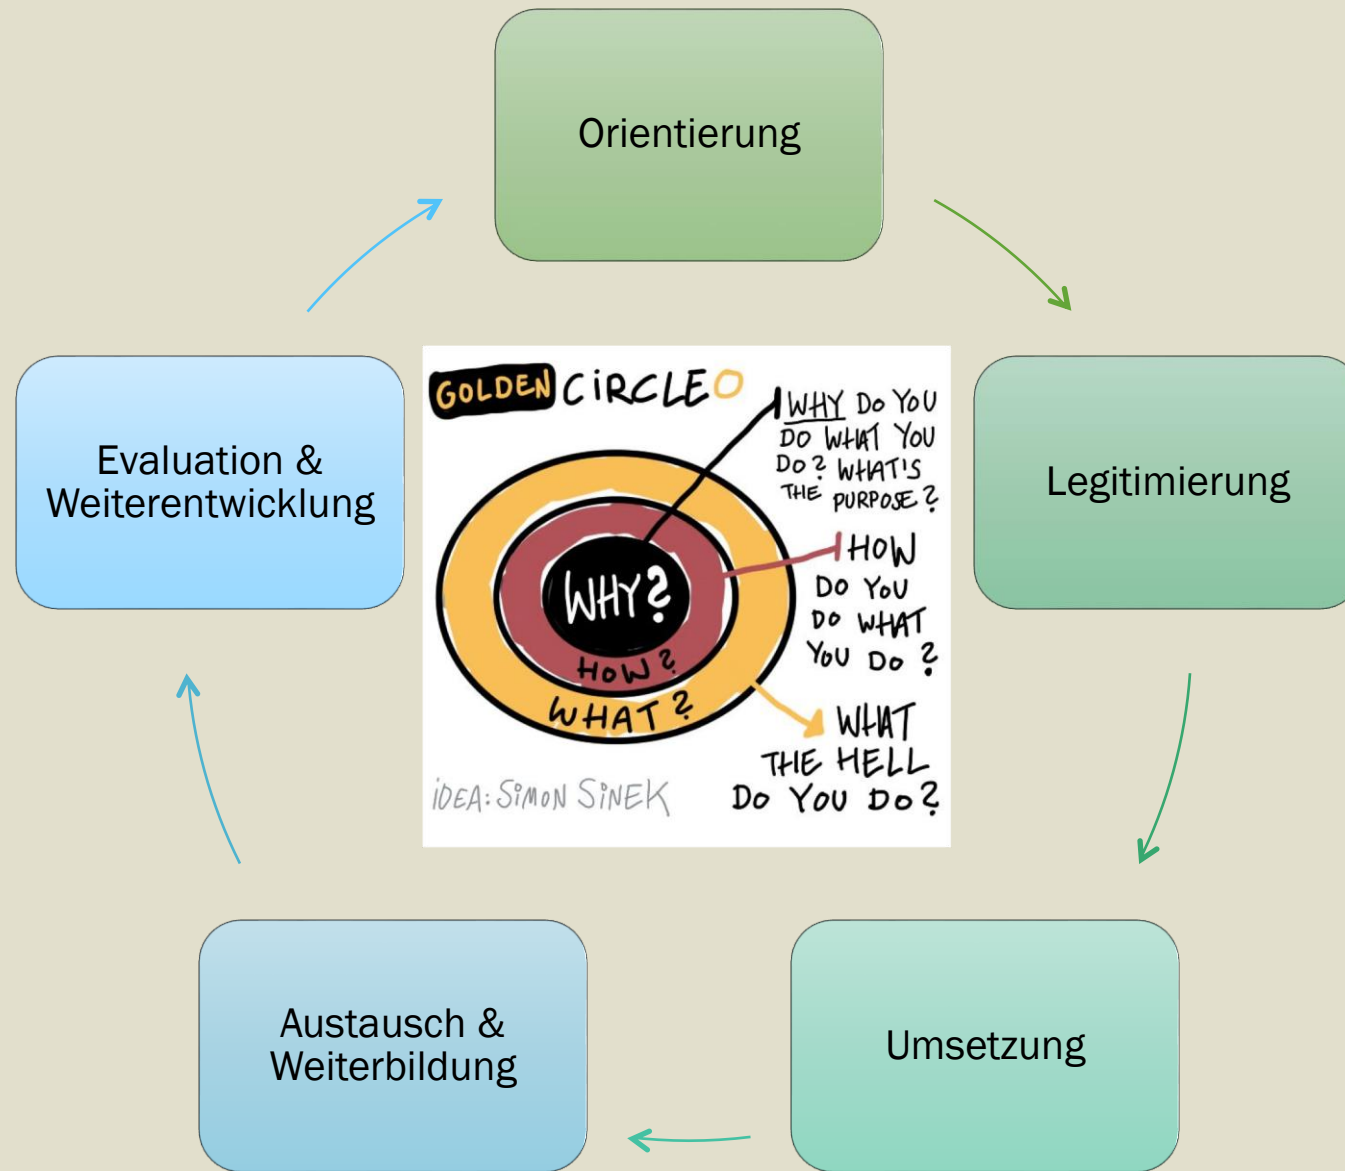 Orientierung
Legitimierung
Umsetzung
Austausch &
Weiterbildung
Evaluation &
Weiterentwicklung
GOLDEN CIRCLE
WHY DO YOU
DO WHAT YOU
DO? WHAT'S
THE PURPOSE?
HOW
DO YOU
DO WHAT
YOU DO?
WHAT
THE HELL
DO YOU DO?
WHY?
HOW?
WHAT?
IDEA: SIMON SINEK